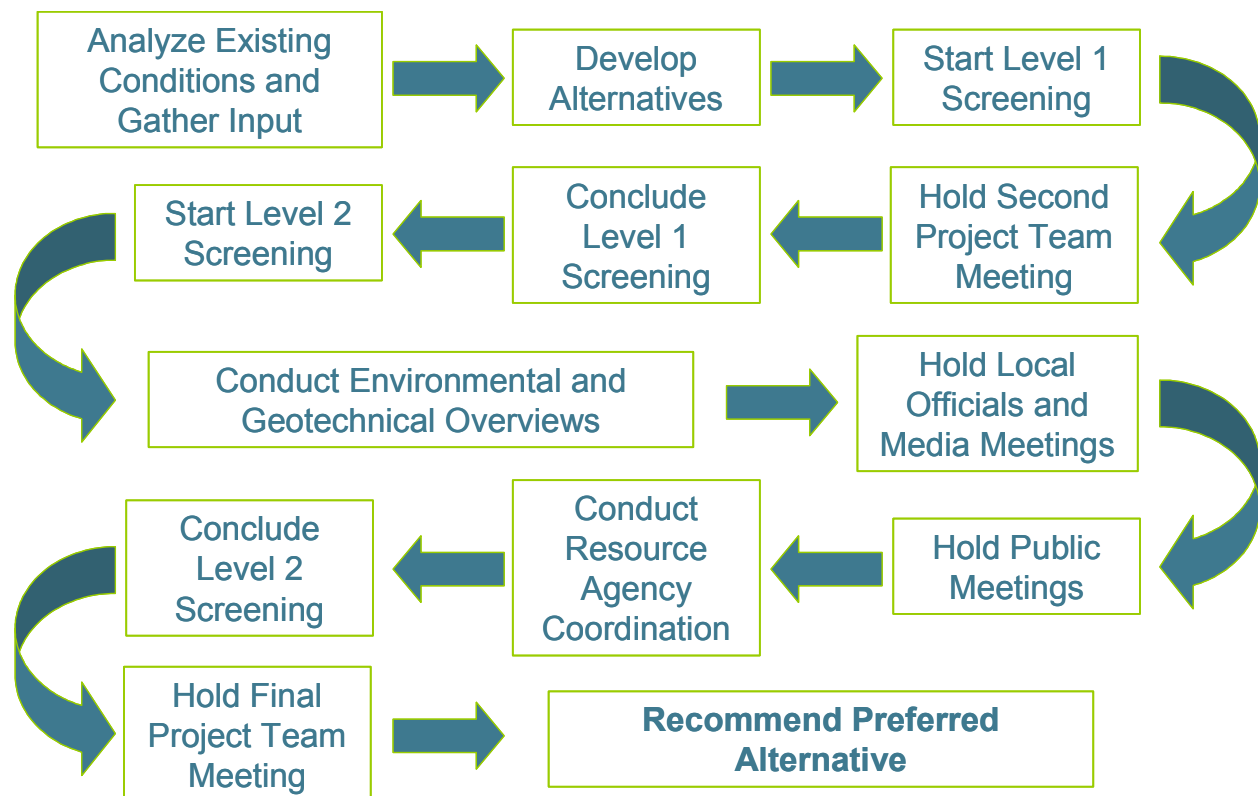 Analyze Existing
Conditions and
Gather Input
Develop
Alternatives
Start Level 1
Screening
Hold Second
Project Team
Meeting
Conclude
Level 1
Screening
Start Level 2
Screening
Conduct Environmental and
Geotechnical Overviews
Hold Local
Officials and
Media Meetings
Hold Public
Meetings
Conduct
Resource
Agency
Coordination
Conclude
Level 2
Screening
Hold Final
Project Team
Meeting
Recommend Preferred
Alternative